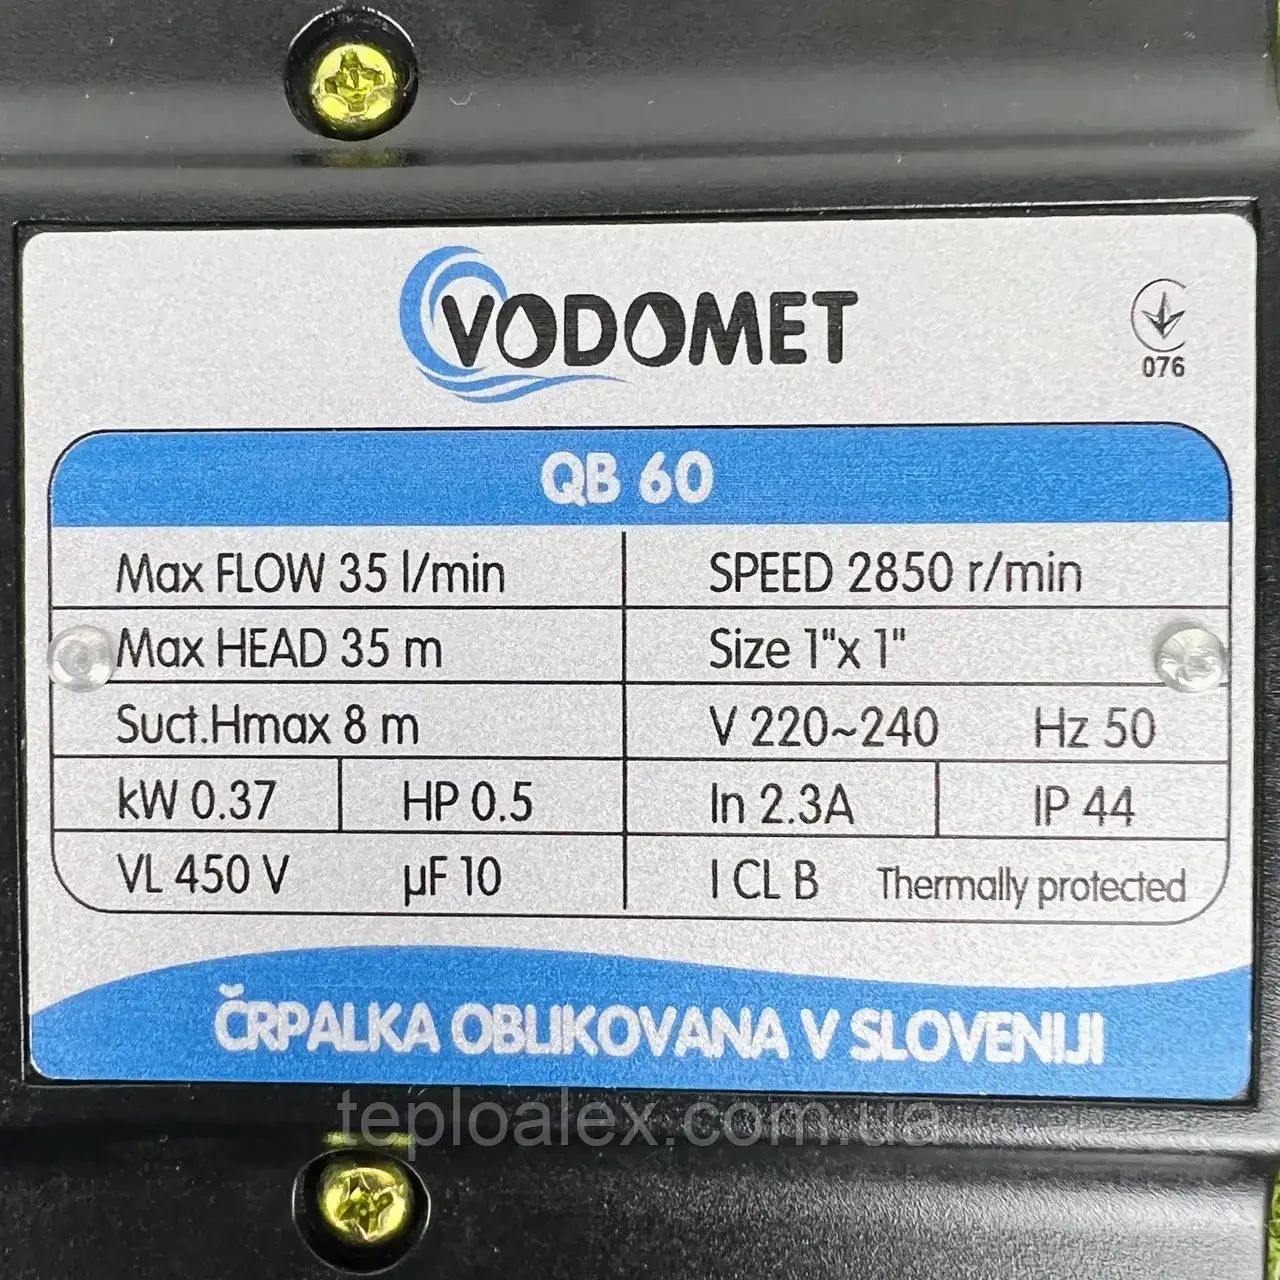 VODOMET
076
QB 60
Max FLOW 35 l/min
SPEED 2850 r/min
Max HEAD 35 m
Size 1"x 1"
Suct.Hmax 8 m
V 220~240 Hz 50
kW 0.37 HP 0.5
In 2.3A IP 44
VL 450 V µF 10
I CL B Thermally protected
ČRPALKA OBLIKOVANA V SLOVENIJI
teploalex.com.ua